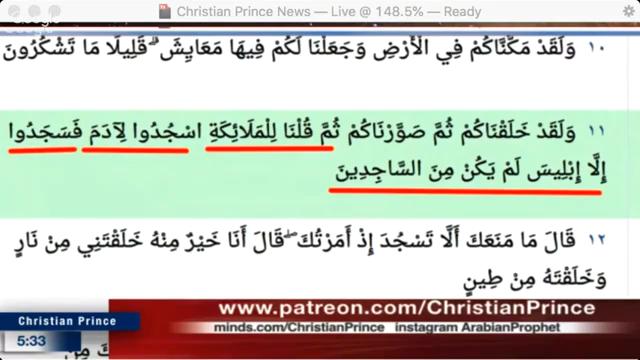 Christian Prince News — Live @ 148.5% — Ready
١٠ وَلَقَدْ مَكَّنَّاكُمْ فِي الْأَرْضِ وَجَعَلْنَا لَكُمْ فِيهَا مَعَايِشَ ۗ قَلِيلًا مَا تَشْكُرُونَ
١١ وَلَقَدْ خَلَقْنَاكُمْ ثُمَّ صَوَّرْنَاكُمْ ثُمَّ قُلْنَا لِلْمَلَائِكَةِ اسْجُدُوا لِآدَمَ فَسَجَدُوا
إِلَّا إِبْلِيسَ لَمْ يَكُنْ مِنَ السَّاجِدِينَ
١٢ قَالَ مَا مَنَعَكَ أَلَّا تَسْجُدَ إِذْ أَمَرْتُكَ ۖ قَالَ أَنَا خَيْرٌ مِنْهُ خَلَقْتَنِي مِنْ نَارٍ
وَخَلَقْتَهُ مِنْ طِينٍ
www.patreon.com/ChristianPrince
Christian Prince
minds.com/ChristianPrince instagram ArabianProphet
5:33